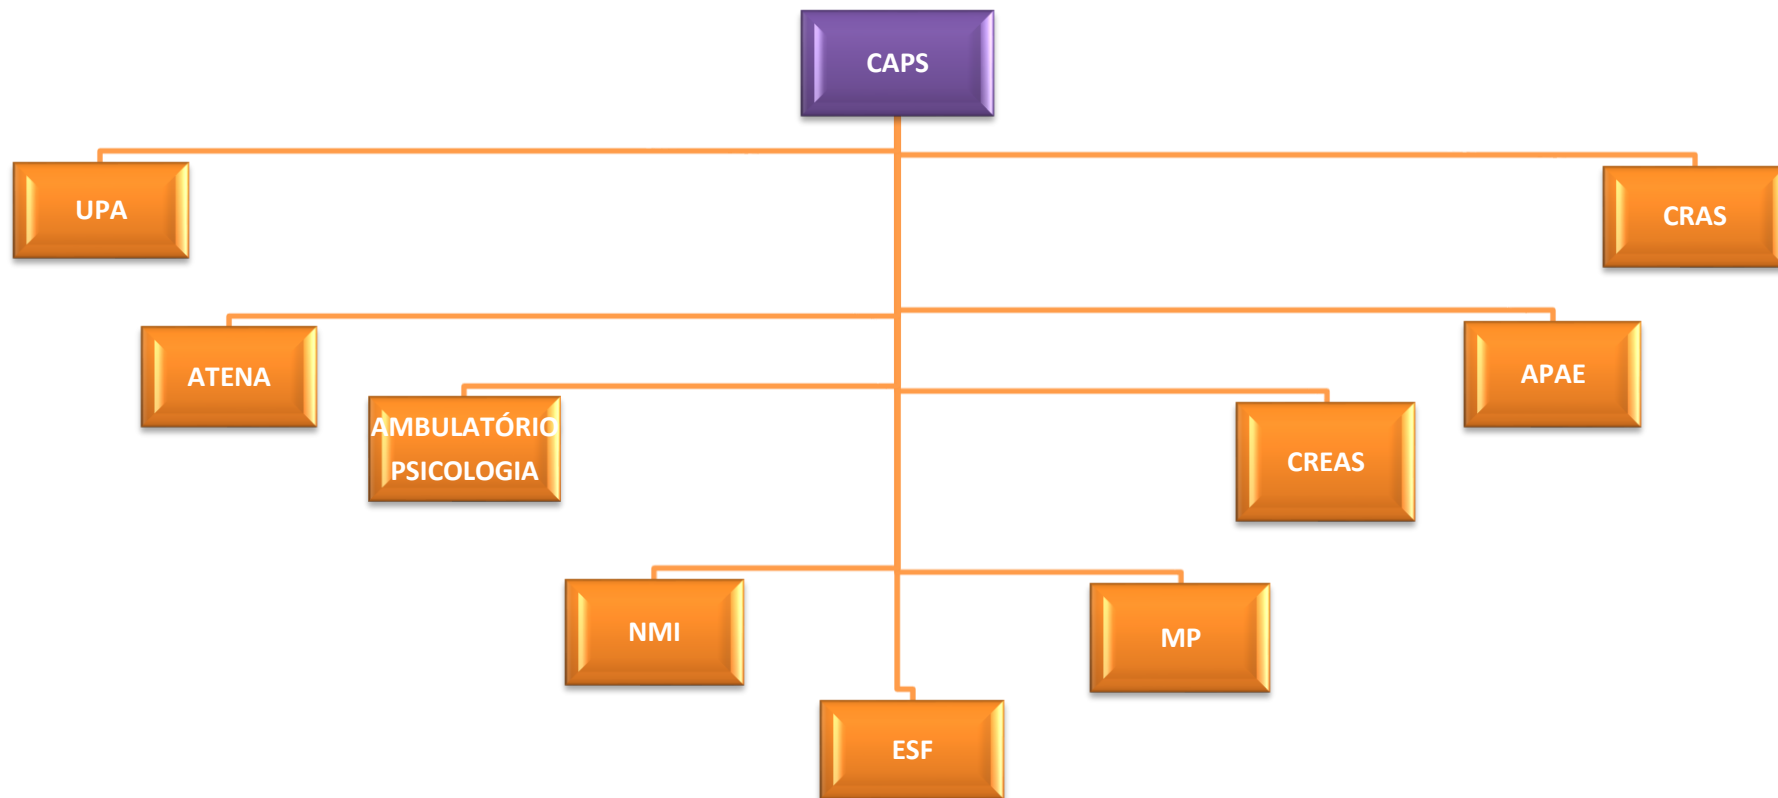 CAPS
UPA
CRAS
ATENA
APAE
AMBULATÓRIO
PSICOLOGIA
CREAS
NMI
MP
ESF